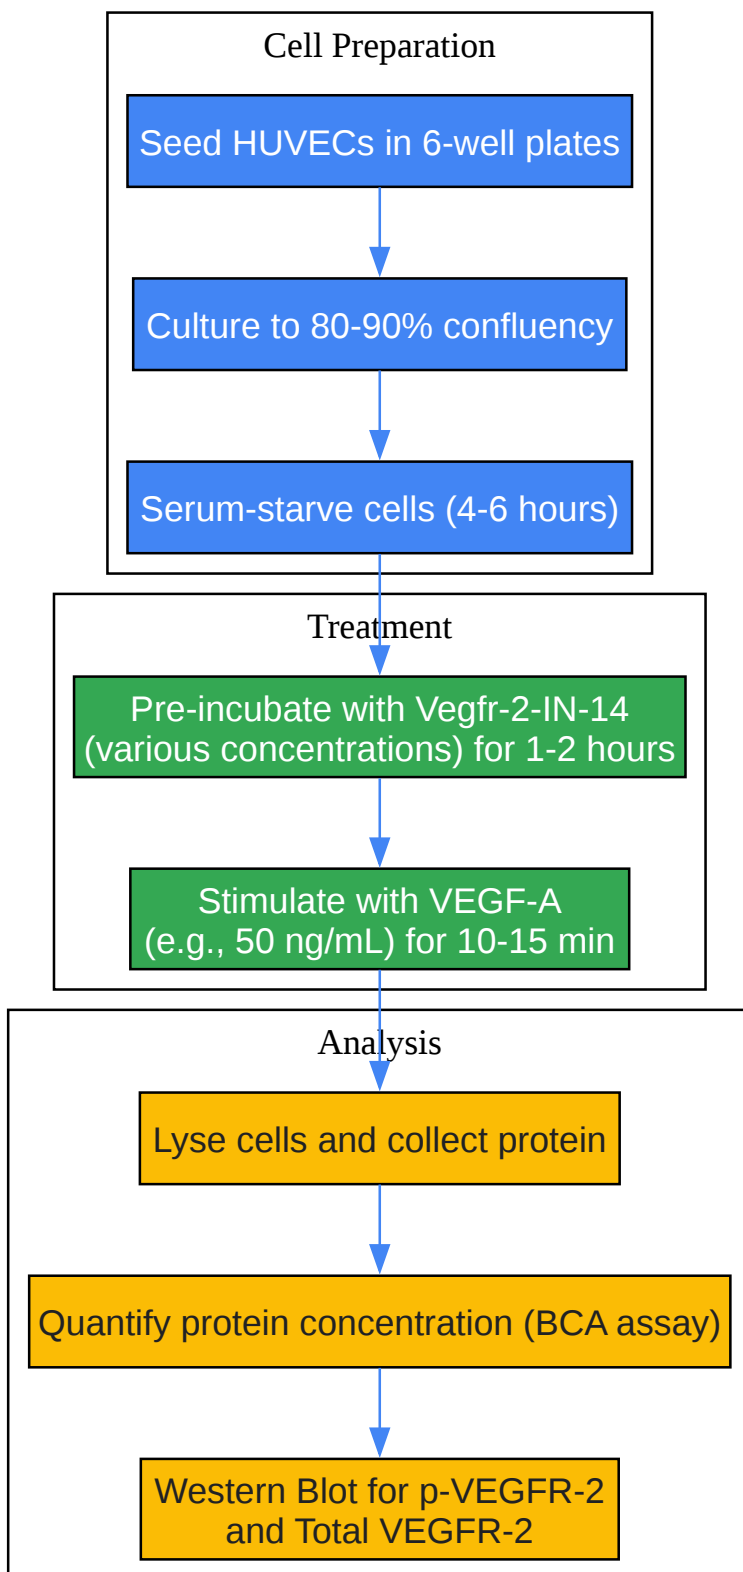 Cell Preparation
Seed HUVECs in 6-well plates
Culture to 80-90% confluency
Serum-starve cells (4-6 hours)
Treatment
Pre-incubate with Vegfr-2-IN-14
(various concentrations) for 1-2 hours
Stimulate with VEGF-A
(e.g., 50 ng/mL) for 10-15 min
Analysis
Lyse cells and collect protein
Quantify protein concentration (BCA assay)
Western Blot for p-VEGFR-2
and Total VEGFR-2